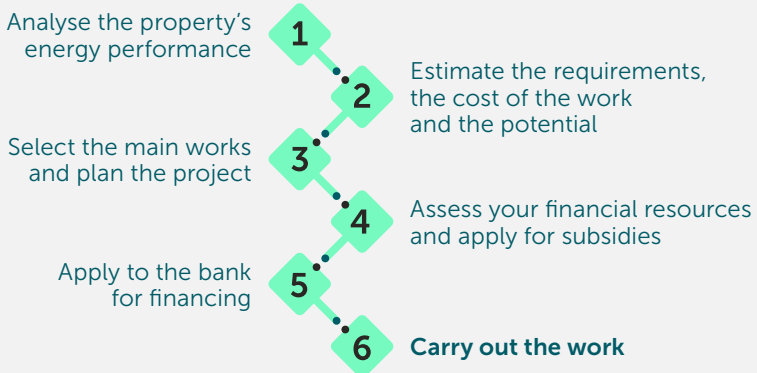 Analyse the property's
energy performance
1
2
Estimate the requirements,
the cost of the work
and the potential
Select the main works
and plan the project
3
4
Assess your financial resources
and apply for subsidies
Apply to the bank
for financing
5
6
Carry out the work